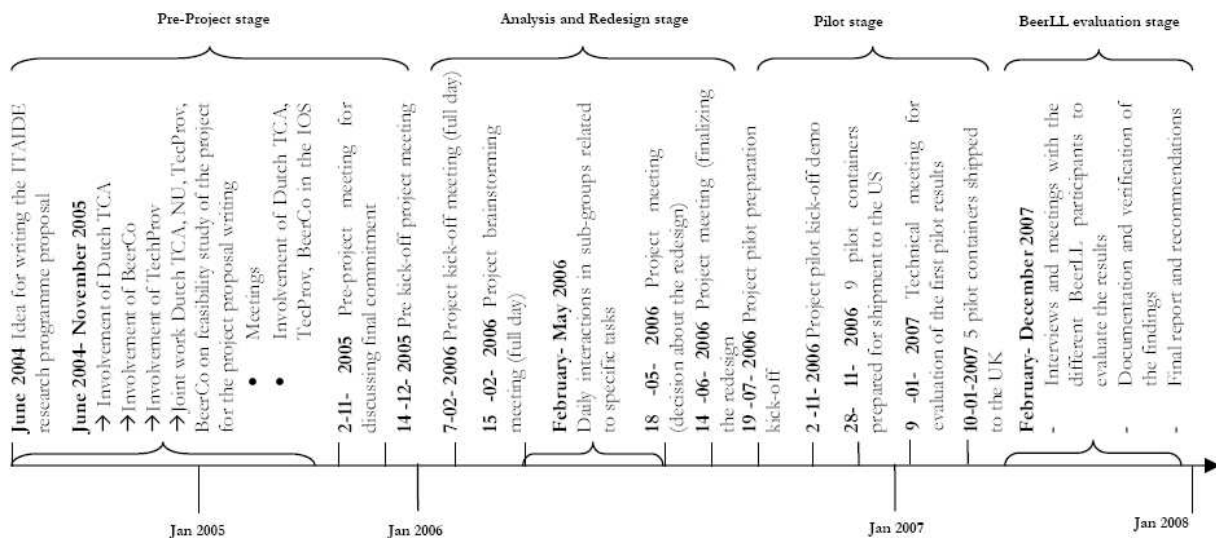 Pre-Project stage
Analysis and Redesign stage
Pilot stage
BeerLL evaluation stage
June 2004 Idea for writing the ITAIDE
research programme proposal
June 2004- November 2005
→ Involvement of Dutch TCA
→ Involvement of BeerCo
→ Involvement of TechProv
→ Joint work Dutch TCA, NU, TecProv,
BeerCo on feasibility study of the project
for the project proposal writing
• Meetings
• Involvement of Dutch TCA,
TecProv, BeerCo in the IOS
2-11- 2005 Pre-project meeting for
discussing final commitment
14-12- 2005 Pre kick-off project meeting
7-02- 2006 Project kick-off meeting (full day)
15 -02- 2006 Project brainstorming
meeting (full day)
February- May 2006
Daily interactions in sub-groups related
to specific tasks
18 -05- 2006 Project meeting
(decision about the redesign)
14 -06- 2006 Project meeting (finalizing
the redesign
19 -07- 2006 Project pilot preparation
kick-off
2 -11- 2006 Project pilot kick-off demo
28- 11- 2006 9 pilot containers
prepared for shipment to the US
9 -01- 2007 Technical meeting for
evaluation of the first pilot results
10-01-2007 5 pilot containers shipped
to the UK
February- December 2007
- Interviews and meetings with the
different BeerLL participants to
evaluate the results
- Documentation and verification of
the findings
- Final report and recommendations
Jan 2005
Jan 2006
Jan 2007
Jan 2008